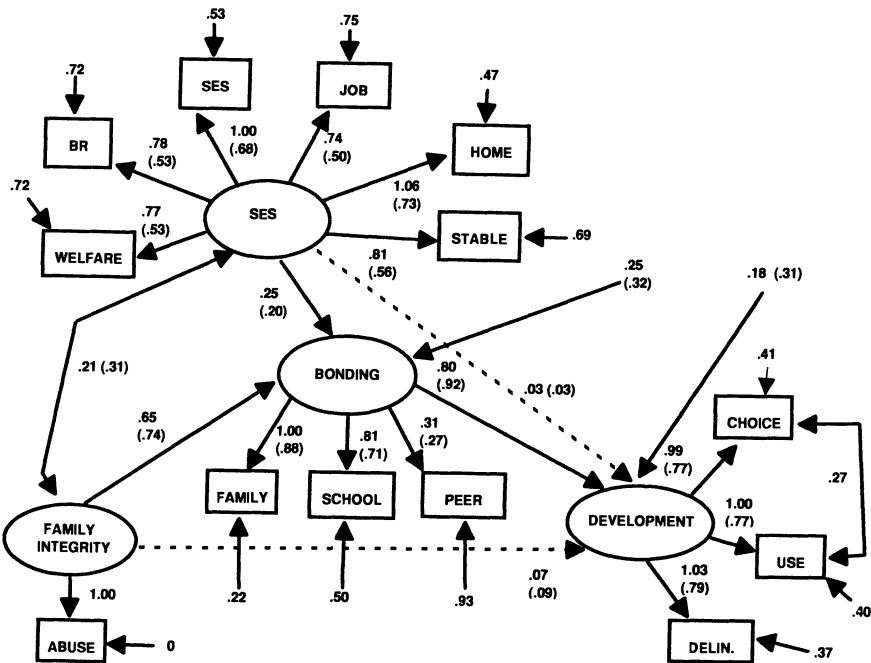 .53
.75
.72
SES
JOB
.47
BR
.78
(.53)
1.00
(.68)
.74
(.50)
HOME
.72
1.06
(.73)
.77
(.53)
SES
WELFARE
STABLE
.69
.81
(.56)
.25
(.32)
.18 (.31)
.25
(.20)
.21 (.31)
.80
(.92)
.41
BONDING
.03 (.03)
CHOICE
.65
(.74)
1.00
(.88)
.81
(.71)
.31
(.27)
.99
(.77)
.27
FAMILY
SCHOOL
PEER
1.00
(.77)
FAMILY
INTEGRITY
DEVELOPMENT
USE
.07
(.09)
1.03
(.79)
1.00
.22
.50
.93
.40
ABUSE
0
DELIN.
.37